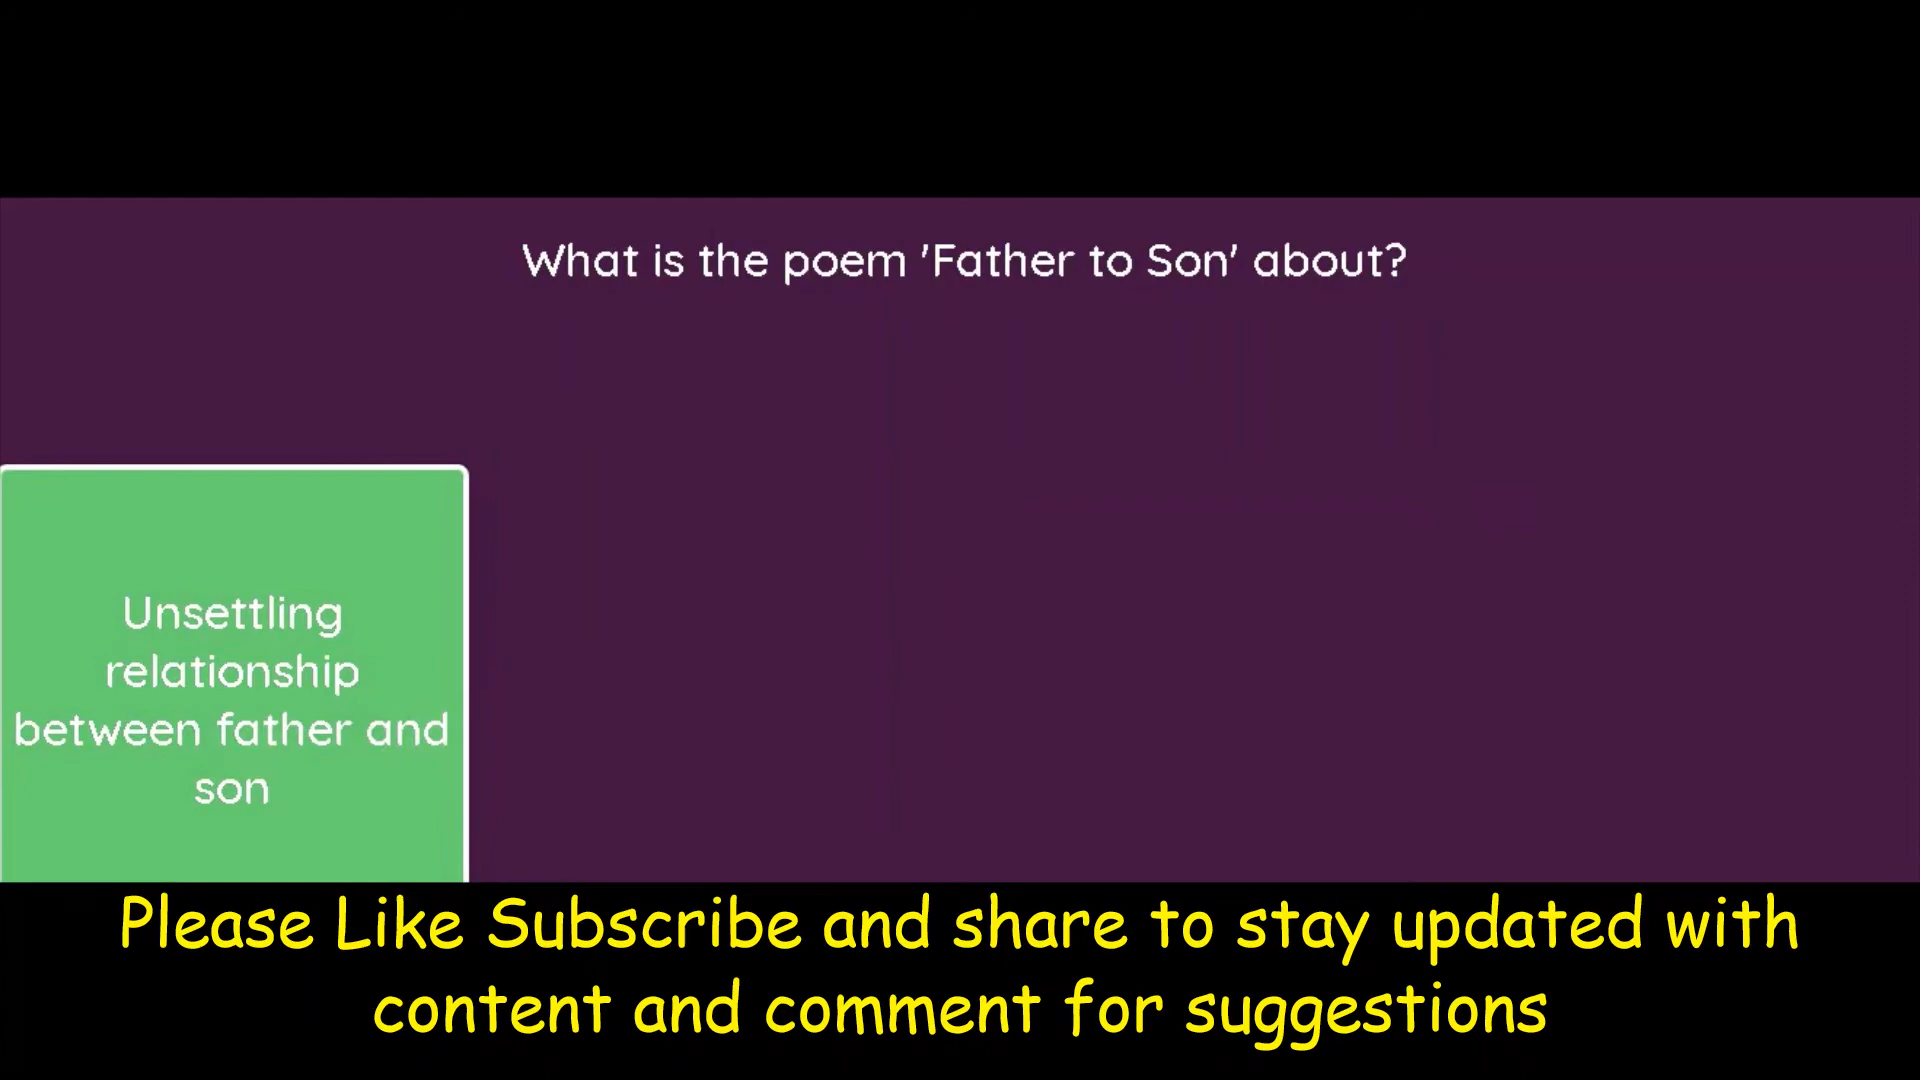 What is the poem 'Father to Son' about?
Unsettling
relationship
between father and
son
Please Like Subscribe and share to stay updated with
content and comment for suggestions